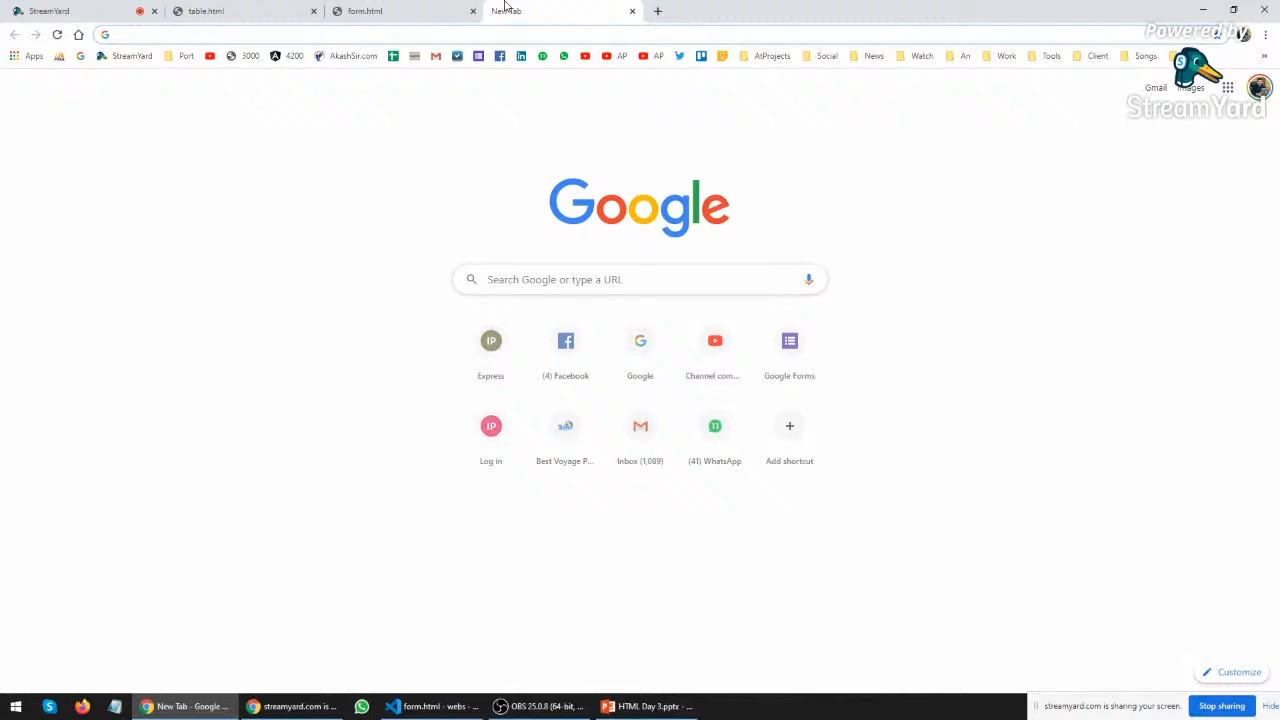 StreamYard
table.html
form.html
New Tab
Powered by
StreamYard
Apps
StreamYard
Port
3000
4200
AkashSir.com
AP
AP
AtProjects
Social
News
Watch
An
Work
Tools
Client
Songs
»
Gmail
Images
Google
Search Google or type a URL
IP
Express
(4) Facebook
Google
Channel com...
Google Forms
IP
Log in
Best Voyage P...
Inbox (1,089)
(41) WhatsApp
Add shortcut
Customize
New Tab - Google ...
streamyard.com is ...
form.html - webs - ...
OBS 25.0.8 (64-bit, ...
HTML Day 3.pptx - ...
streamyard.com is sharing your screen.
Stop sharing
Hide